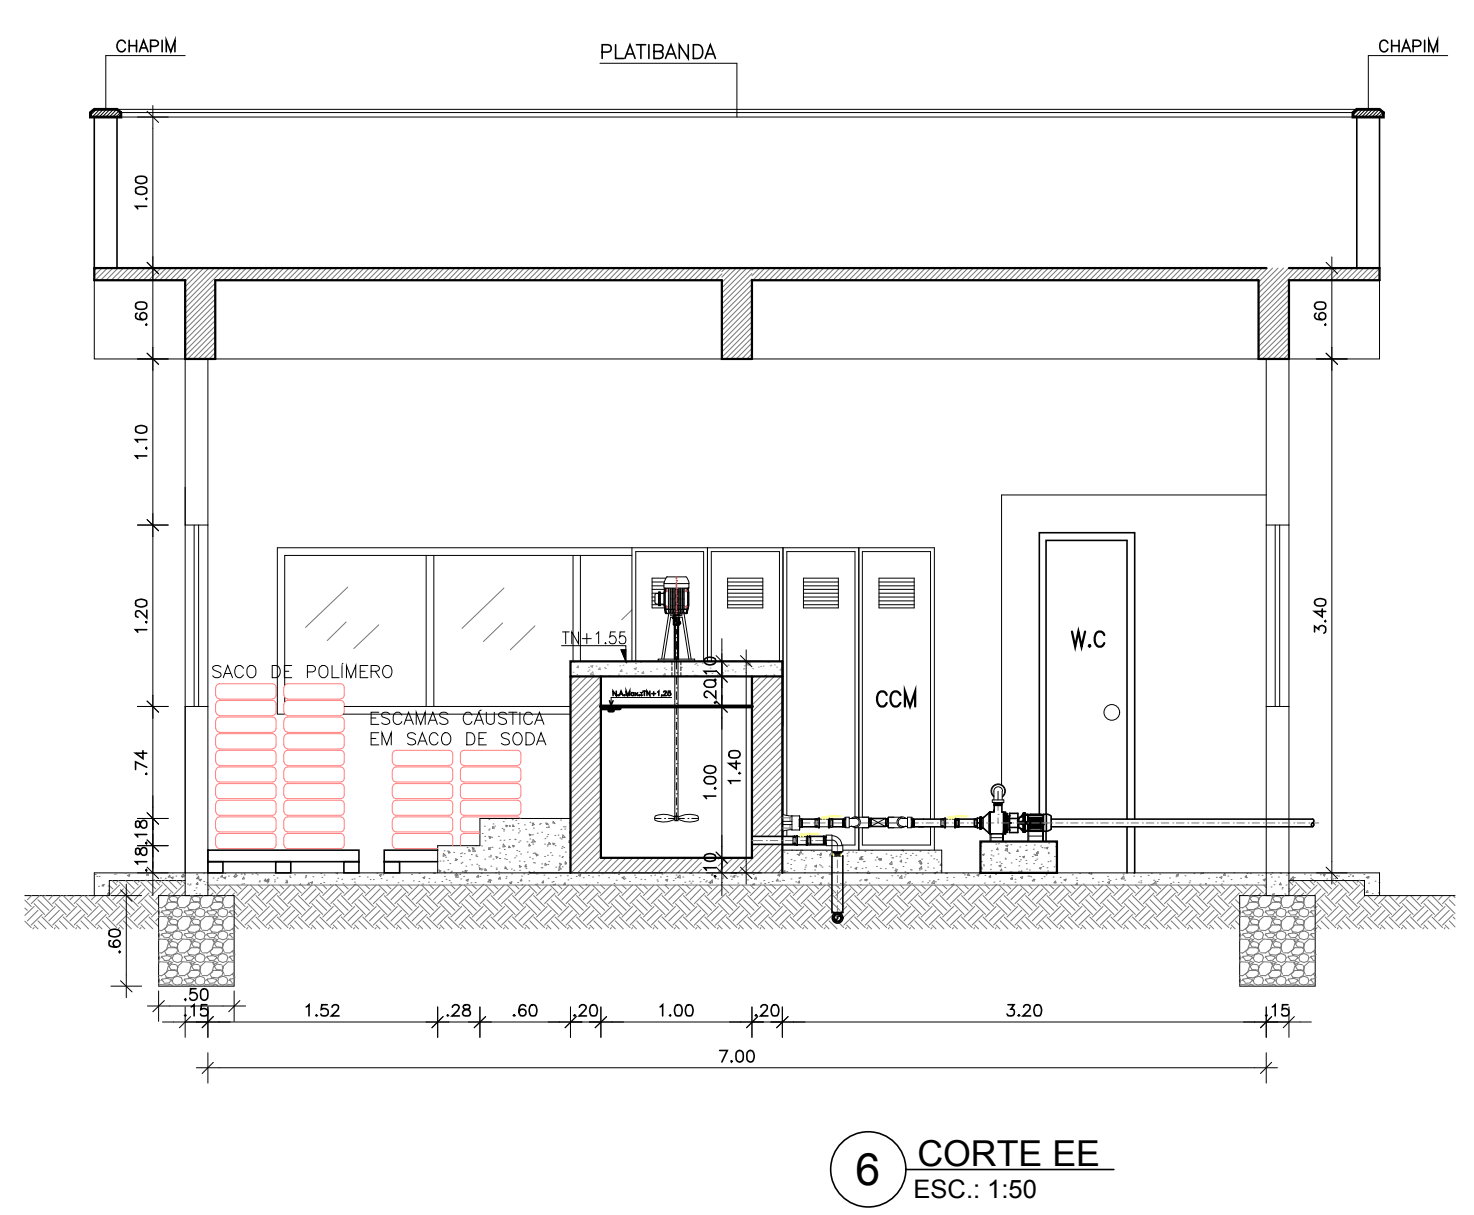 CHAPIM
PLATIBANDA
CHAPIM
1.00
.60
.60
1.10
1.20
3.40
W.C
TN+1.55
.10
SACO DE POLÍMERO
.20
N.A.Max.:TN+1,25
CCM
ESCAMAS CÁUSTICA
EM SACO DE SODA
.74
1.00
1.40
.18
.18
.10
.60
.50
.15
1.52
.28
.60
.20
1.00
.20
3.20
.15
7.00
6
CORTE EE
ESC.: 1:50